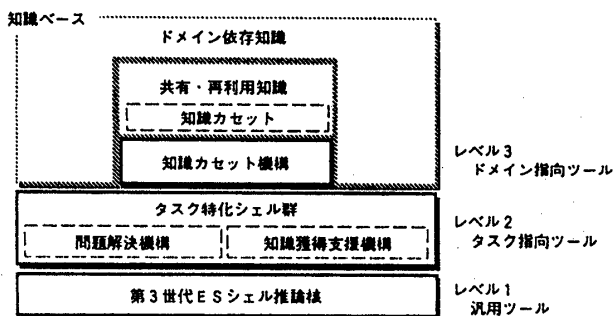 知識ベース
ドメイン依存知識
共有・再利用知識
知識カセット
知識カセット機構
レベル3
ドメイン指向ツール
タスク特化シェル群
問題解決機構
知識獲得支援機構
レベル2
タスク指向ツール
第3世代ESシェル推論核
レベル1
汎用ツール